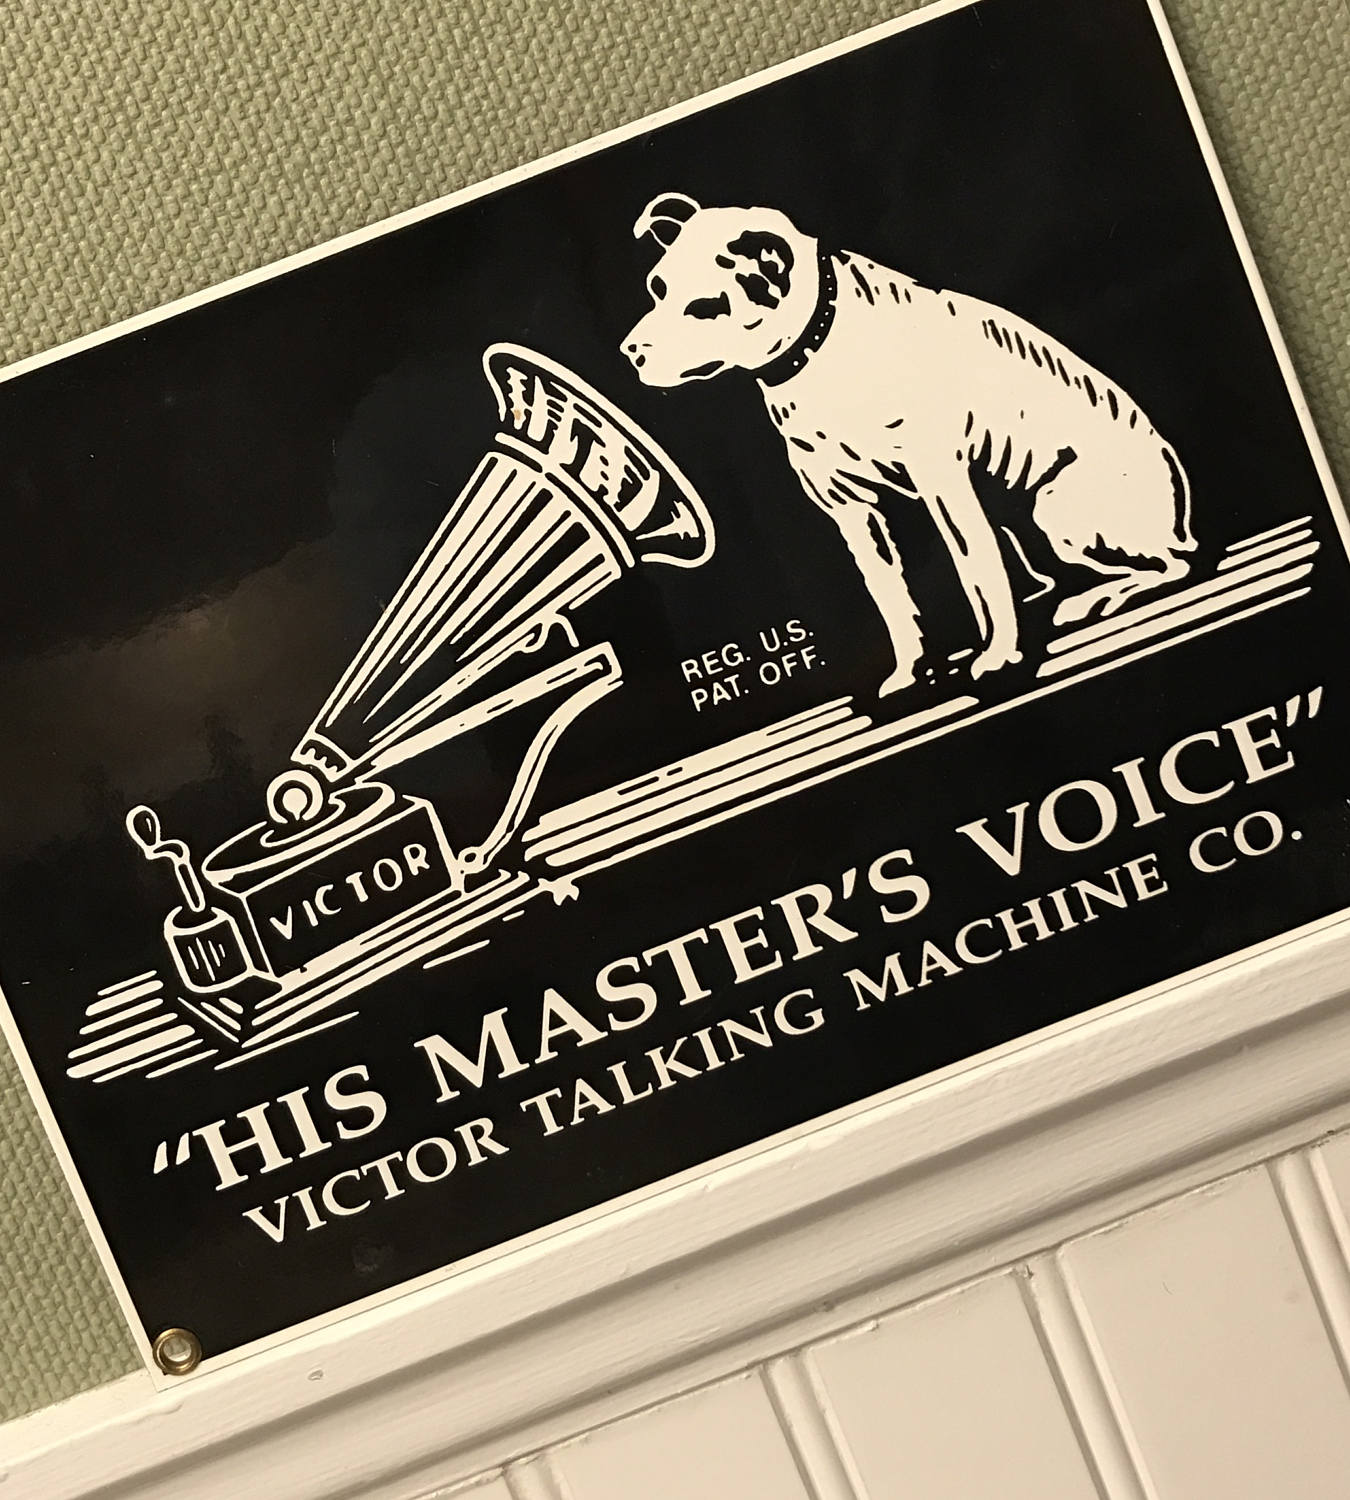 REG. U.S.
PAT. OFF.
VICTOR
“HIS MASTER’S VOICE”
VICTOR TALKING MACHINE CO.